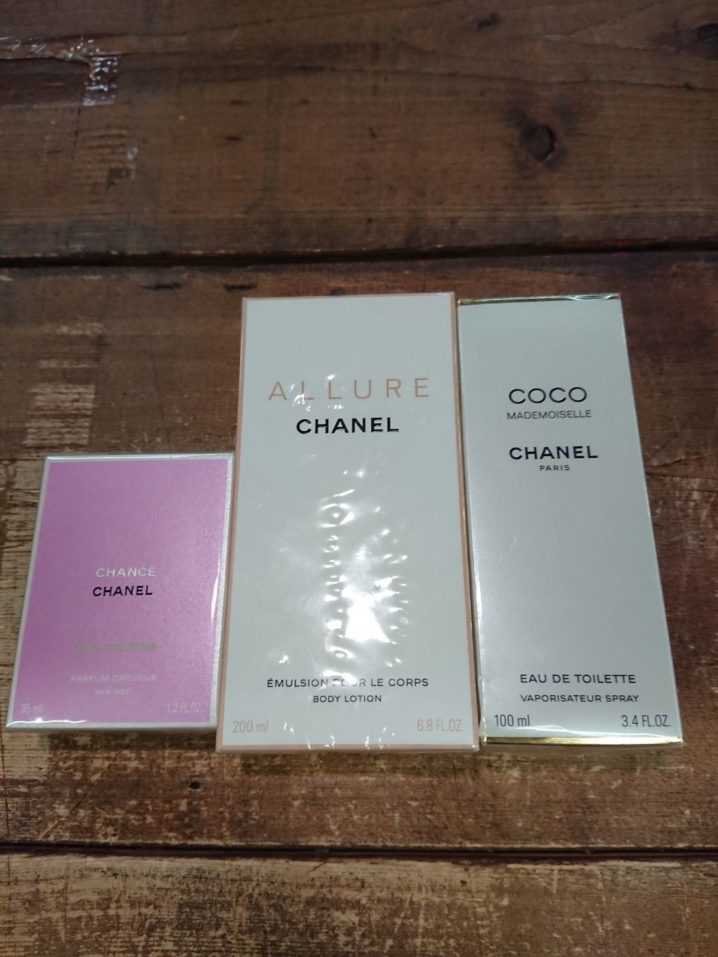 CHANCE
CHANEL
PARFUM CHEVEUX
HAIR MIST
35 ml 1.2 FL.OZ.
ALLURE
CHANEL
ÉMULSION POUR LE CORPS
BODY LOTION
200 ml 6.8 FL.OZ.
COCO
MADEMOISELLE
CHANEL
PARIS
EAU DE TOILETTE
VAPORISATEUR SPRAY
100 ml 3.4 FL.OZ.